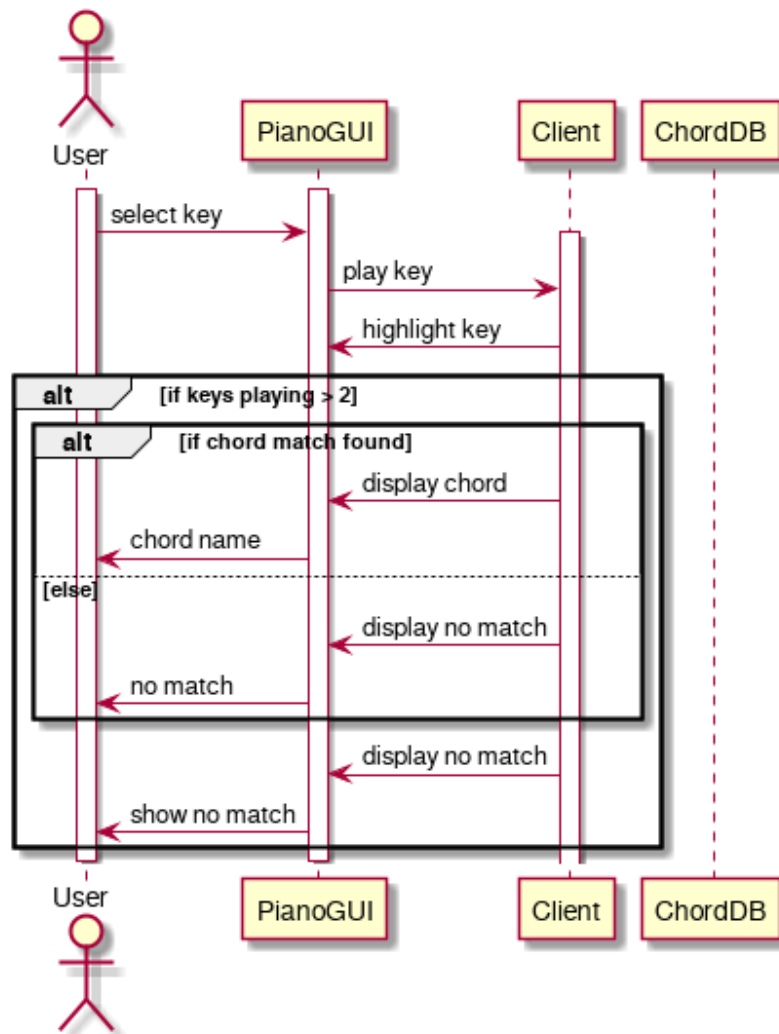 User
PianoGUI
Client
ChordDB
select key
play key
highlight key
alt [if keys playing > 2]
alt [if chord match found]
display chord
chord name
[else]
display no match
no match
display no match
show no match
User
PianoGUI
Client
ChordDB